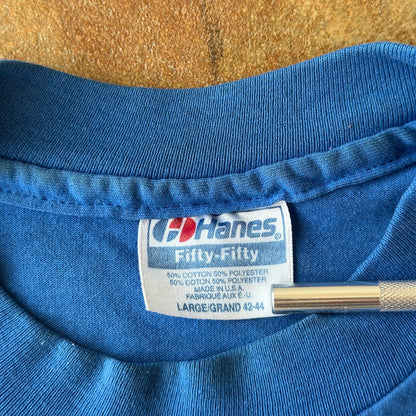 Hanes
Fifty-Fifty
50% COTTON 50% POLYESTER
50% COTON 50% POLYESTER
MADE IN U.S.A.
FABRIQUÉ AUX É.-U.
LARGE/GRAND 42-44